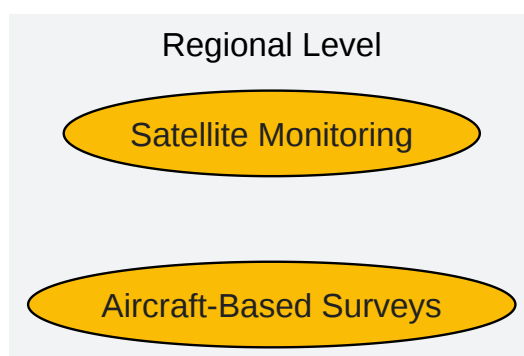 Regional Level
Satellite Monitoring
Aircraft-Based Surveys